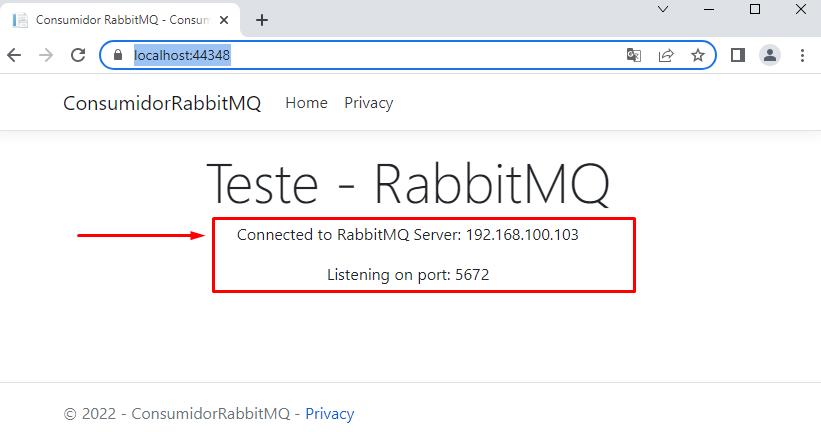 Consumidor RabbitMQ - Consum
localhost:44348
ConsumidorRabbitMQ Home Privacy
Teste - RabbitMQ
Connected to RabbitMQ Server: 192.168.100.103
Listening on port: 5672
© 2022 - ConsumidorRabbitMQ - Privacy